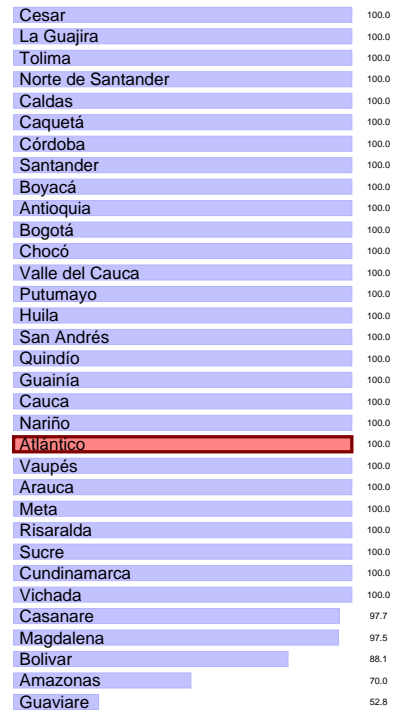 Cesar 100.0
La Guajira 100.0
Tolima 100.0
Norte de Santander 100.0
Caldas 100.0
Caquetá 100.0
Córdoba 100.0
Santander 100.0
Boyacá 100.0
Antioquia 100.0
Bogotá 100.0
Chocó 100.0
Valle del Cauca 100.0
Putumayo 100.0
Huila 100.0
San Andrés 100.0
Quindío 100.0
Guainía 100.0
Cauca 100.0
Nariño 100.0
Atlántico 100.0
Vaupés 100.0
Arauca 100.0
Meta 100.0
Risaralda 100.0
Sucre 100.0
Cundinamarca 100.0
Vichada 100.0
Casanare 97.7
Magdalena 97.5
Bolivar 88.1
Amazonas 70.0
Guaviare 52.8